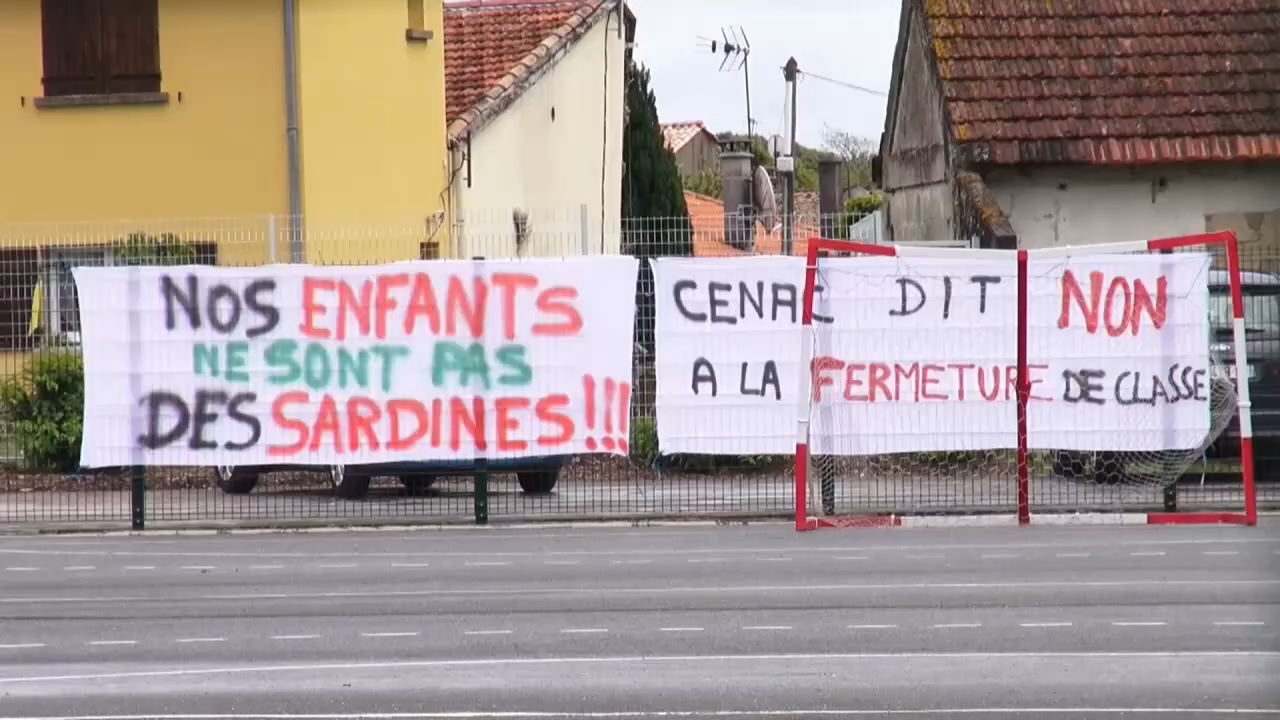 NOS ENFANTS
NE SONT PAS
DES SARDINES!!!
CENAC DIT NON
A LA FERMETURE DE CLASSE